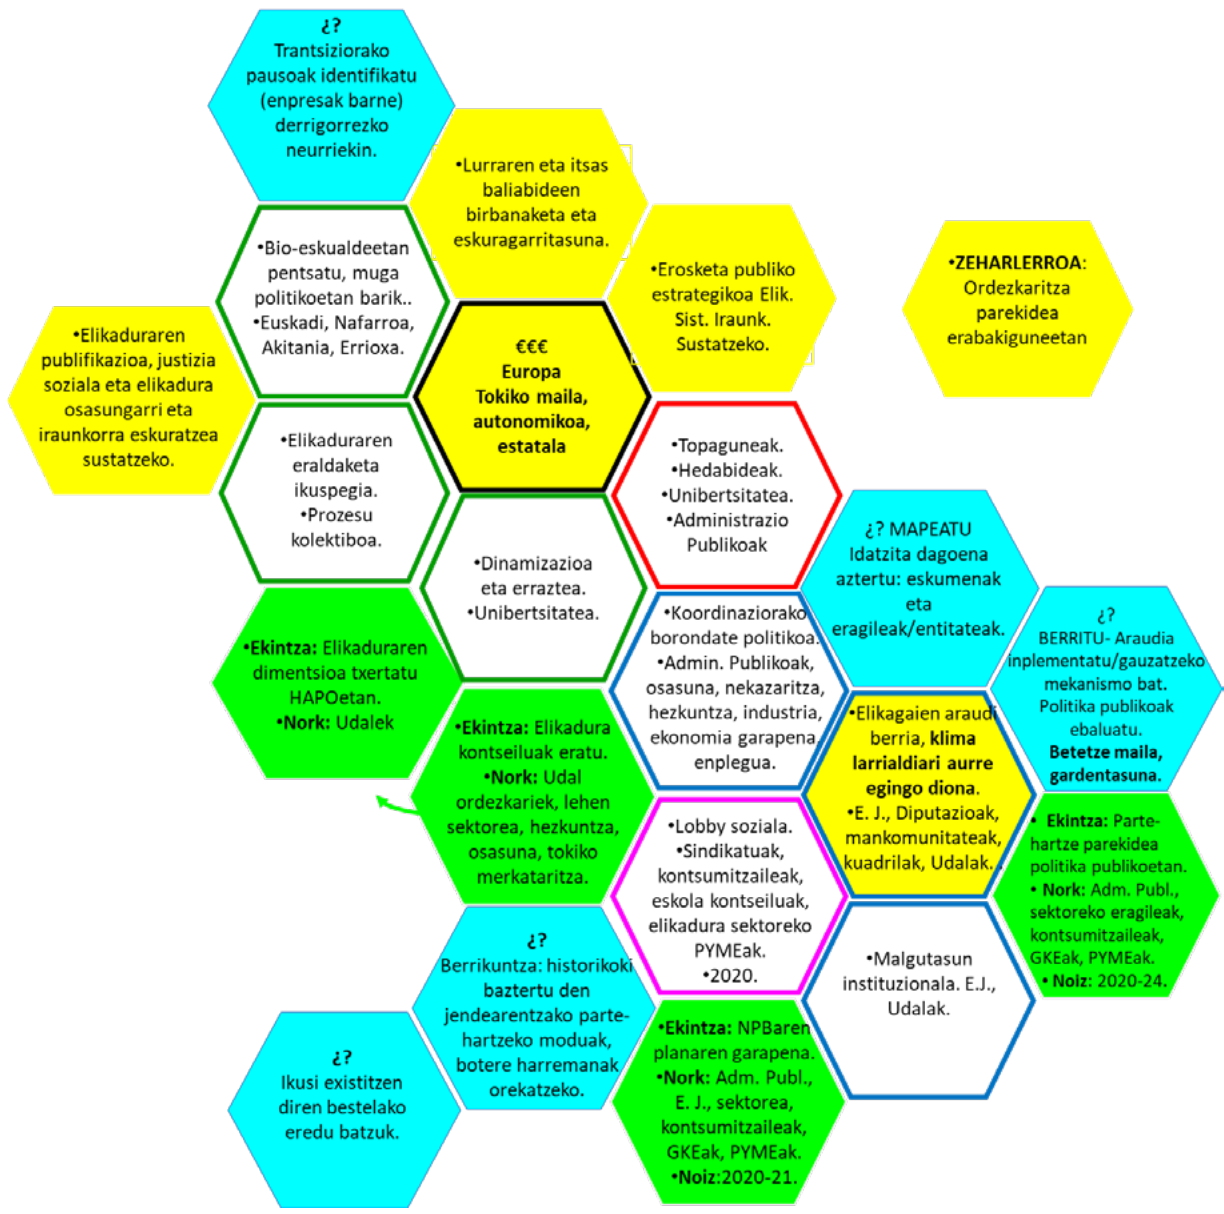 ¿?
Trantsiziorako
pausoak identifikatu
(enpresak barne)
derrigorrezko
neurriekin.
•Lurraren eta itsas
baliabideen
birbanaketa eta
eskuragarritasuna.
•Bio-eskualdeetan
pentsatu, muga
politikoetan barik..
•Euskadi, Nafarroa,
Akitania, Errioxa.
•Erosketa publiko
estrategikoa Elik.
Sist. Iraunk.
Sustatzeko.
•ZEHARLERROA:
Ordezkaritza
parekidea
erabakiguneetan
•Elikaduraren
publifikazioa, justizia
soziala eta elikadura
osasungarri eta
iraunkorra eskuratzea
sustatzeko.
€€€
Europa
Tokiko maila,
autonomikoa,
estatala
•Elikaduraren
eraldaketa
ikuspegia.
•Prozesu
kolektiboa.
•Topaguneak.
•Hedabideak.
•Unibertsitatea.
•Administrazio
Publikoak
•Dinamizazioa
eta erraztea.
•Unibertsitatea.
¿? MAPEATU
Idatzita dagoena
aztertu: eskumenak
eta
eragileak/entitateak.
•Koordinaziorako
borondate politikoa.
•Admin. Publikoak,
osasuna, nekazaritza,
hezkuntza, industria,
ekonomia garapena,
enplegua.
¿?
BERRITU- Araudia
inplementatu/gauzatzeko
mekanismo bat.
Politika publikoak
ebaluatu.
Betetze maila,
gardentasuna.
•Ekintza: Elikaduraren
dimentsioa txertatu
HAPOetan.
•Nork: Udalek
•Ekintza: Elikadura
kontseiluak eratu.
•Nork: Udal
ordezkariek, lehen
sektorea, hezkuntza,
osasuna, tokiko
merkataritza.
•Elikagaien araudi
berria, klima
larrialdiari aurre
egingo diona.
•E. J., Diputazioak,
mankomunitateak,
kuadrilak, Udalak..
•Lobby soziala.
•Sindikatuak,
kontsumitzaileak,
eskola kontseiluak,
elikadura sektoreko
PYMEak.
•2020.
• Ekintza: Parte-
hartze parekidea
politika publikoetan.
• Nork: Adm. Publ.,
sektoreko eragileak,
kontsumitzaileak,
GKEak, PYMEak.
• Noiz: 2020-24.
¿?
Berrikuntza: historikoki
baztertu den
jendearentzako parte-
hartzeko moduak,
botere harremanak
orekatzeko.
•Malgutasun
instituzionala. E.J.,
Udalak.
¿?
Ikusi existitzen
diren bestelako
eredu batzuk.
•Ekintza: NPBaren
planaren garapena.
•Nork: Adm. Publ.,
E. J., sektorea,
kontsumitzaileak,
GKEak, PYMEak.
•Noiz:2020-21.